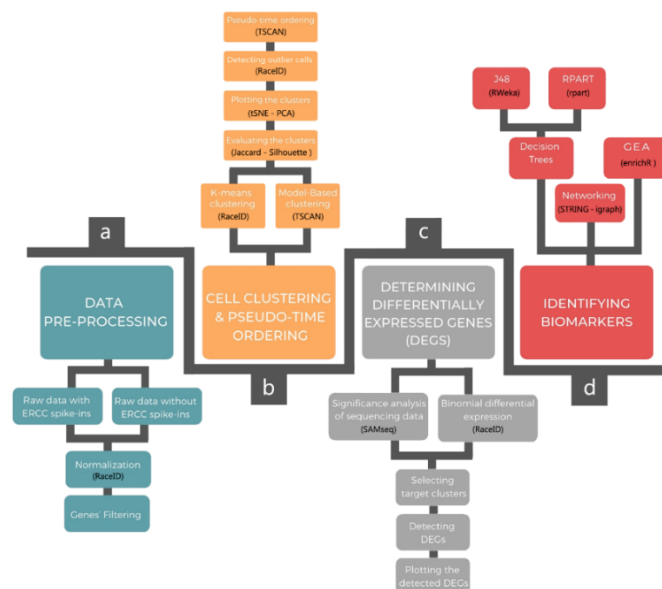 a
DATA
PRE-PROCESSING
Raw data with
ERCC spike-ins
Raw data without
ERCC spike-ins
Normalization
(RaceID)
Genes' Filtering
Pseudo-time ordering
(TSCAN)
Detecting outlier cells
(RaceID)
Plotting the clusters
(tSNE - PCA)
Evaluating the clusters
(Jaccard - Silhouette )
K-means
clustering
(RaceID)
Model-Based
clustering
(TSCAN)
CELL CLUSTERING
& PSEUDO-TIME
ORDERING
b
c
DETERMINING
DIFFERENTIALLY
EXPRESSED GENES
(DEGS)
Significance analysis
of sequencing data
(SAMseq)
Binomial differential
expression
(RaceID)
Selecting
target clusters
Detecting
DEGs
Plotting the
detected DEGs
J48
(RWeka)
RPART
(rpart)
Decision
Trees
GEA
(enrichR )
Networking
(STRING - igraph)
IDENTIFYING
BIOMARKERS
d